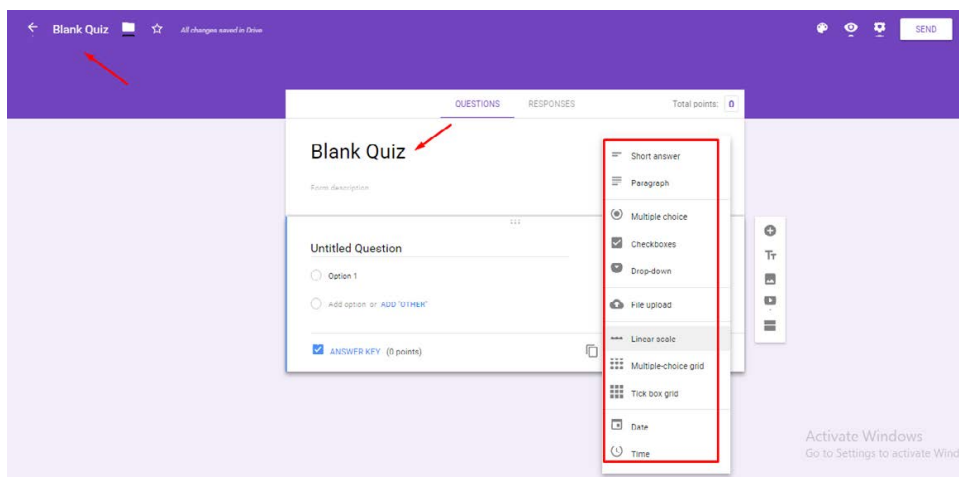 Blank Quiz All changes saved in Drive SEND
QUESTIONS RESPONSES Total points: 0
Blank Quiz
Form description
Untitled Question
Option 1
Add option or ADD "OTHER"
ANSWER KEY (0 points)
Short answer
Paragraph
Multiple choice
Checkboxes
Drop-down
File upload
Linear scale
Multiple-choice grid
Tick box grid
Date
Time
Tт
Activate Windows
Go to Settings to activate Wind